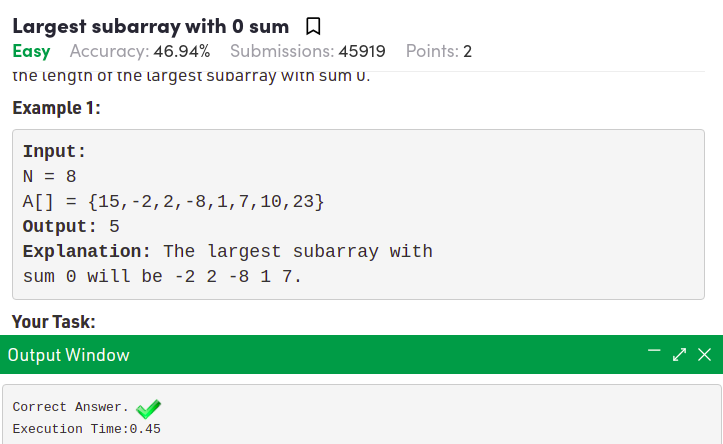 Largest subarray with 0 sum
Easy Accuracy: 46.94% Submissions: 45919 Points: 2
the length of the largest subarray with sum 0.
Example 1:
Input:
N = 8
A[] = {15,-2,2,-8,1,7,10,23}
Output: 5
Explanation: The largest subarray with
sum 0 will be -2 2 -8 1 7.
Your Task:
Output Window
Correct Answer.
Execution Time:0.45